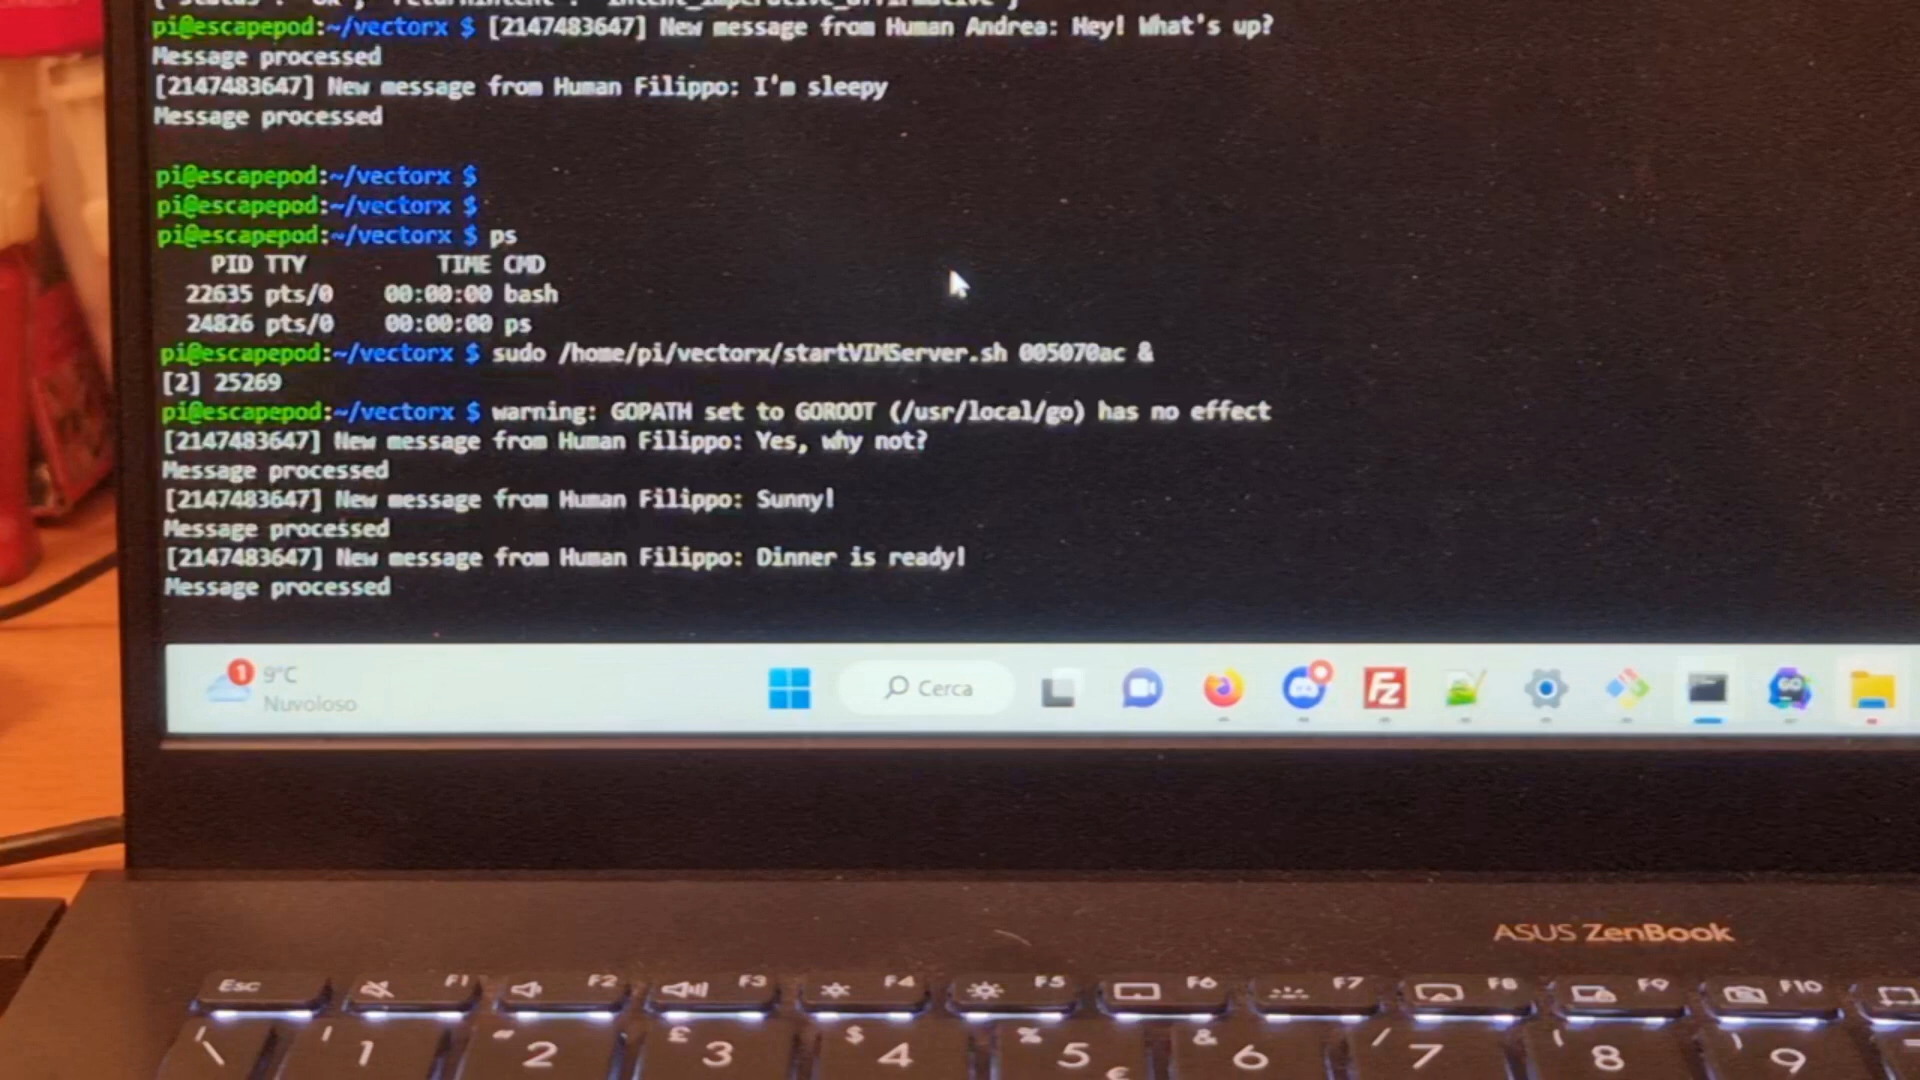 {"status": "ok", "returnIntent": "intent_imperative_affirmative"}
pi@escapepod:~/vectorx $ [2147483647] New message from Human Andrea: Hey! What's up?
Message processed
[2147483647] New message from Human Filippo: I'm sleepy
Message processed
pi@escapepod:~/vectorx $
pi@escapepod:~/vectorx $
pi@escapepod:~/vectorx $ ps
PID TTY TIME CMD
22635 pts/0 00:00:00 bash
24826 pts/0 00:00:00 ps
pi@escapepod:~/vectorx $ sudo /home/pi/vectorx/startVIMServer.sh 005070ac &
[2] 25269
pi@escapepod:~/vectorx $ warning: GOPATH set to GOROOT (/usr/local/go) has no effect
[2147483647] New message from Human Filippo: Yes, why not?
Message processed
[2147483647] New message from Human Filippo: Sunny!
Message processed
[2147483647] New message from Human Filippo: Dinner is ready!
Message processed
1 9°C
Nuvoloso
Cerca
Fz
GO
ASUS ZenBook
Esc F1 F2 F3 F4 F5 F6 F7 F8 F9 F10
\ | ! 1 " 2 £ 3 $ 4 % 5 € & 6 / 7 ( 8 ) 9